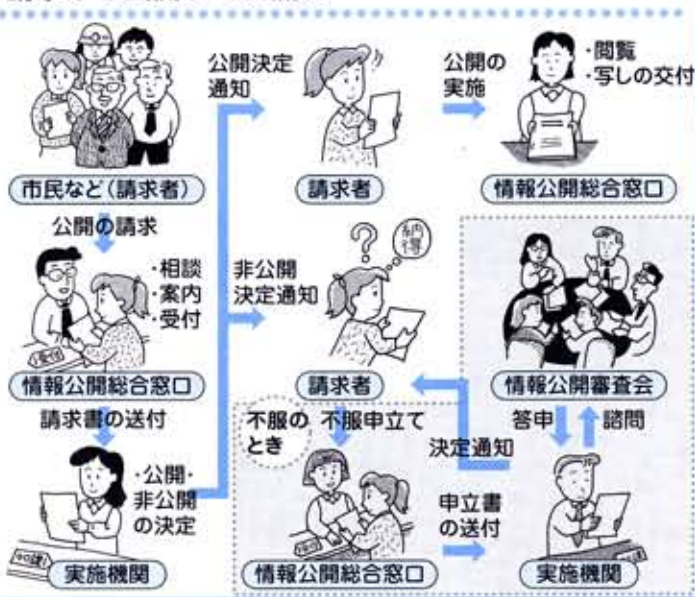 公開決定
通知
公開の
実施
・閲覧
・写しの交付
市民など(請求者)
請求者
情報公開総合窓口
公開の請求
・相談
・案内
・受付
非公開
決定通知
?
納得
受付
情報公開総合窓口
請求者
情報公開審査会
請求書の送付
不服の
とき
不服申立て
決定通知
答申
諮問
・公開・
非公開
の決定
申立書
の送付
実施機関
情報公開総合窓口
実施機関